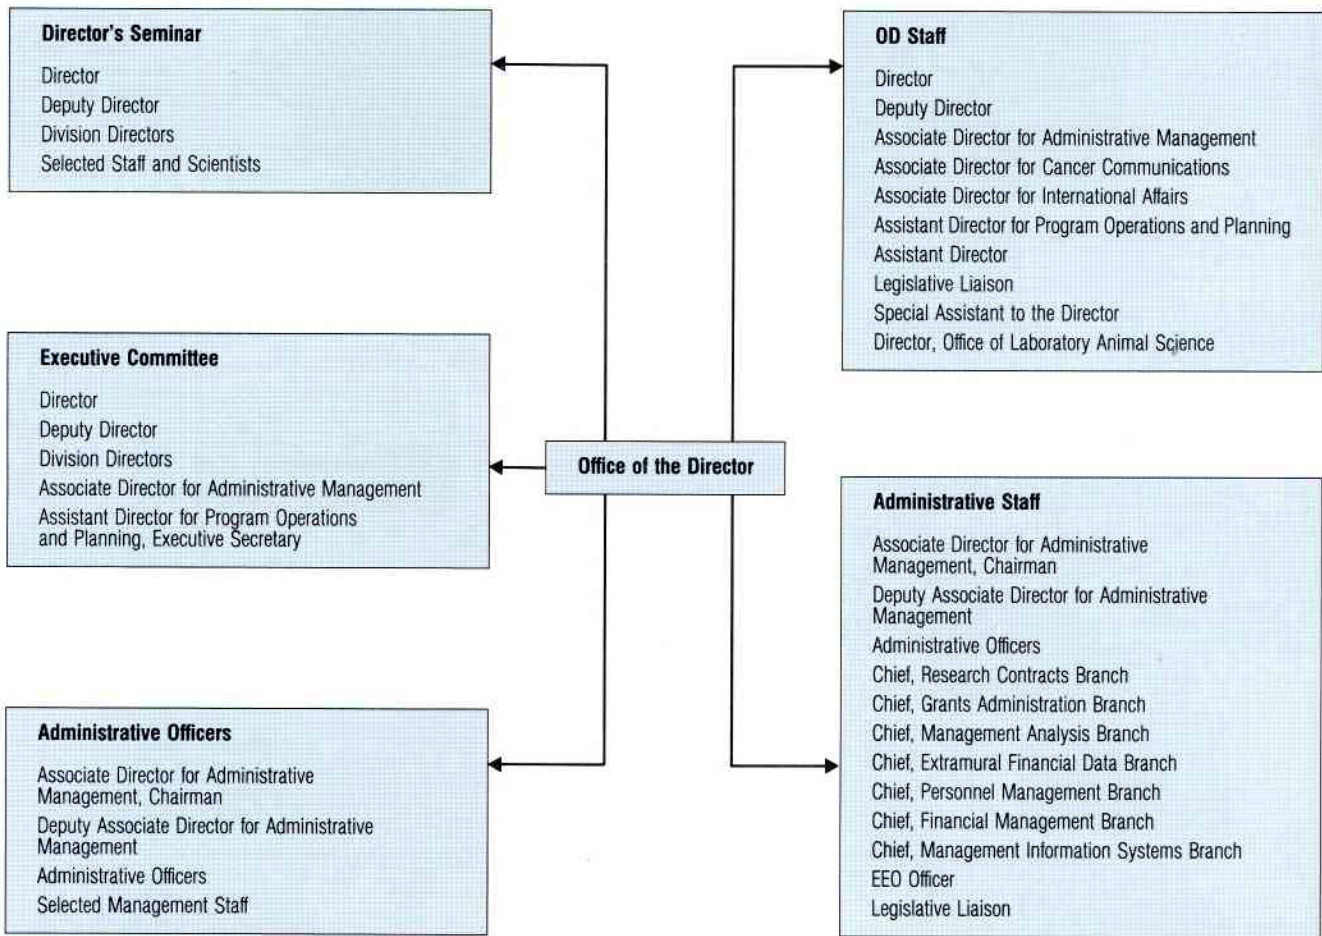 Director's Seminar
Director
Deputy Director
Division Directors
Selected Staff and Scientists
Executive Committee
Director
Deputy Director
Division Directors
Associate Director for Administrative Management
Assistant Director for Program Operations
and Planning, Executive Secretary
Administrative Officers
Associate Director for Administrative
Management, Chairman
Deputy Associate Director for Administrative
Management
Administrative Officers
Selected Management Staff
Office of the Director
OD Staff
Director
Deputy Director
Associate Director for Administrative Management
Associate Director for Cancer Communications
Associate Director for International Affairs
Assistant Director for Program Operations and Planning
Assistant Director
Legislative Liaison
Special Assistant to the Director
Director, Office of Laboratory Animal Science
Administrative Staff
Associate Director for Administrative
Management, Chairman
Deputy Associate Director for Administrative
Management
Administrative Officers
Chief, Research Contracts Branch
Chief, Grants Administration Branch
Chief, Management Analysis Branch
Chief, Extramural Financial Data Branch
Chief, Personnel Management Branch
Chief, Financial Management Branch
Chief, Management Information Systems Branch
EEO Officer
Legislative Liaison